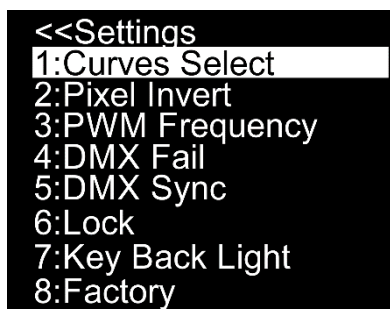 <<Settings
1:Curves Select
2:Pixel Invert
3:PWM Frequency
4:DMX Fail
5:DMX Sync
6:Lock
7:Key Back Light
8:Factory